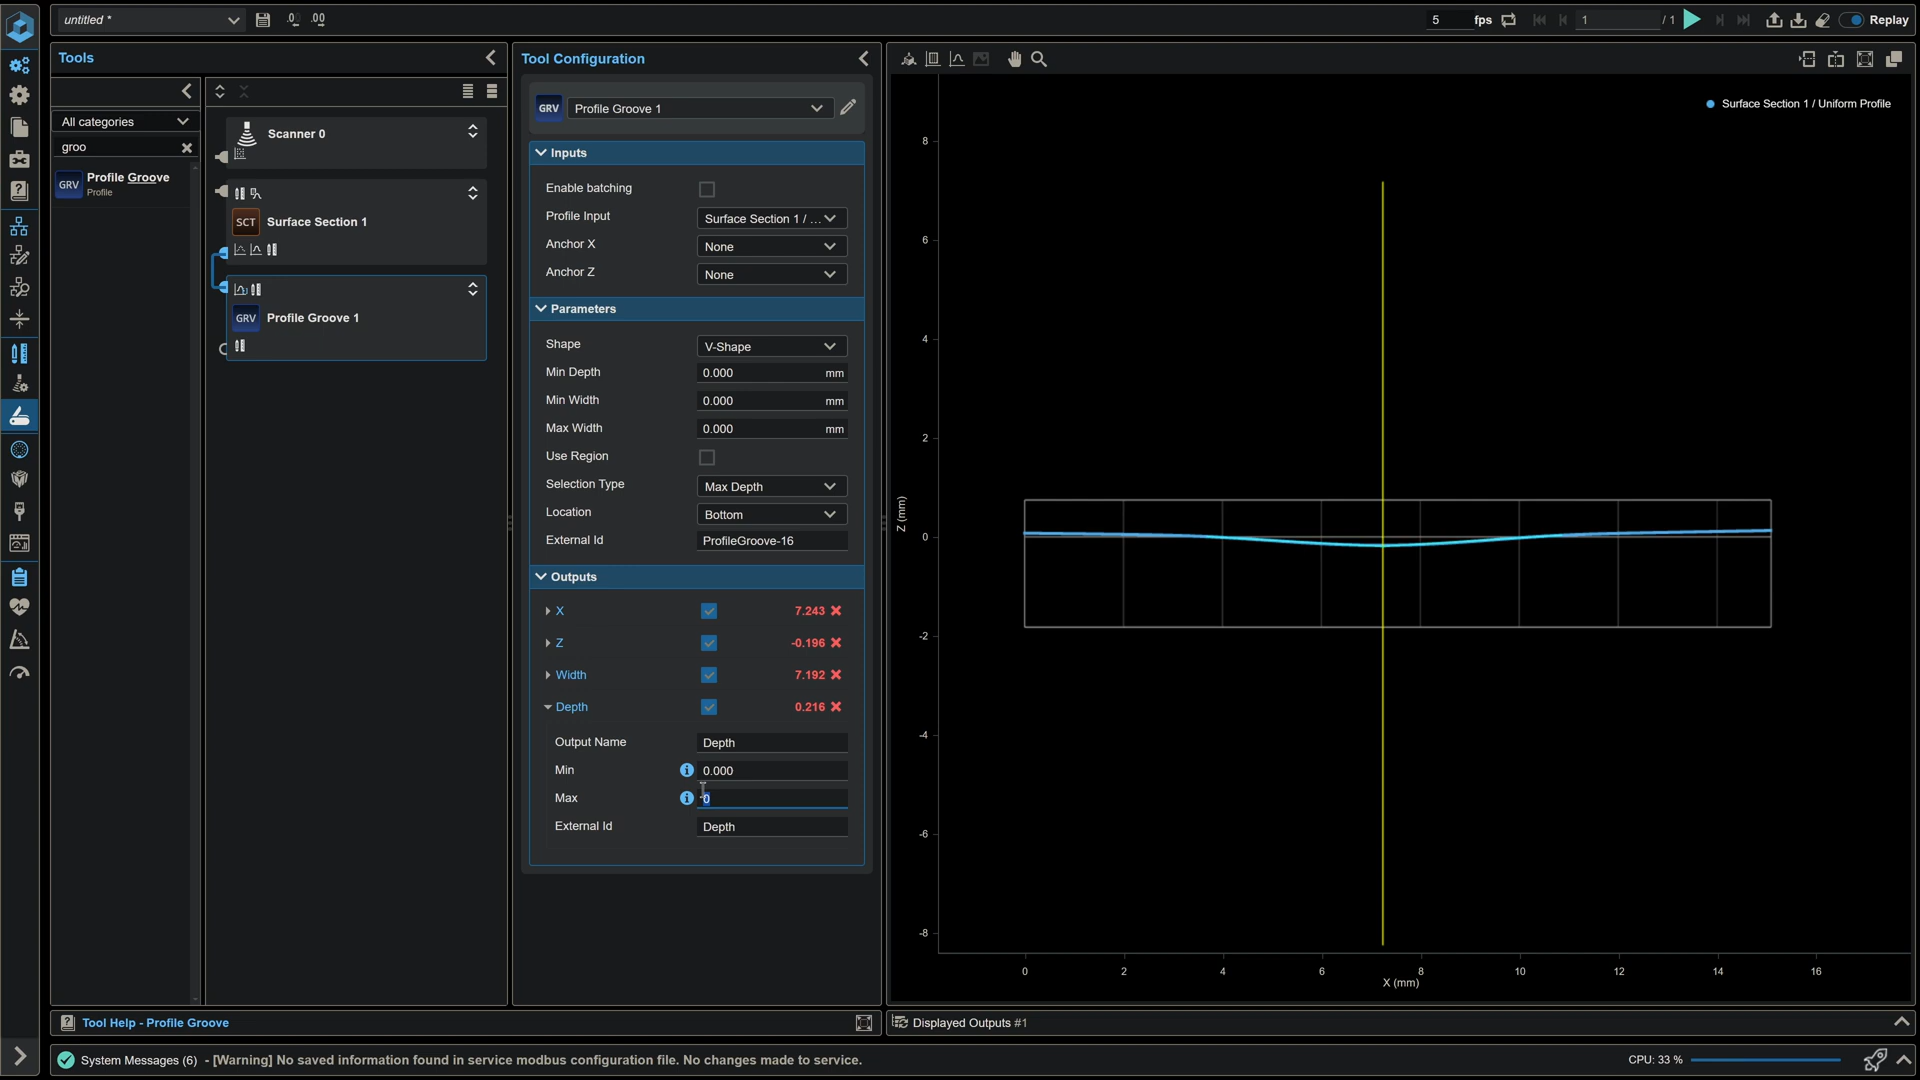 untitled *
.0
.00
5
fps
1
/ 1
Replay
Tools
All categories
groo
GRV
Profile Groove
Profile
Scanner 0
SCT
Surface Section 1
GRV
Profile Groove 1
Tool Configuration
GRV
Profile Groove 1
Inputs
Enable batching
Profile Input
Surface Section 1 / ...
Anchor X
None
Anchor Z
None
Parameters
Shape
V-Shape
Min Depth
0.000 mm
Min Width
0.000 mm
Max Width
0.000 mm
Use Region
Selection Type
Max Depth
Location
Bottom
External Id
ProfileGroove-16
Outputs
X
7.243
Z
-0.196
Width
7.192
Depth
0.216
Output Name
Depth
Min
0.000
Max
0
External Id
Depth
Surface Section 1 / Uniform Profile
8
6
4
2
0
-2
-4
-6
-8
Z (mm)
0
2
4
6
8
10
12
14
16
X (mm)
Tool Help - Profile Groove
Displayed Outputs #1
System Messages (6) - [Warning] No saved information found in service modbus configuration file. No changes made to service.
CPU: 33 %